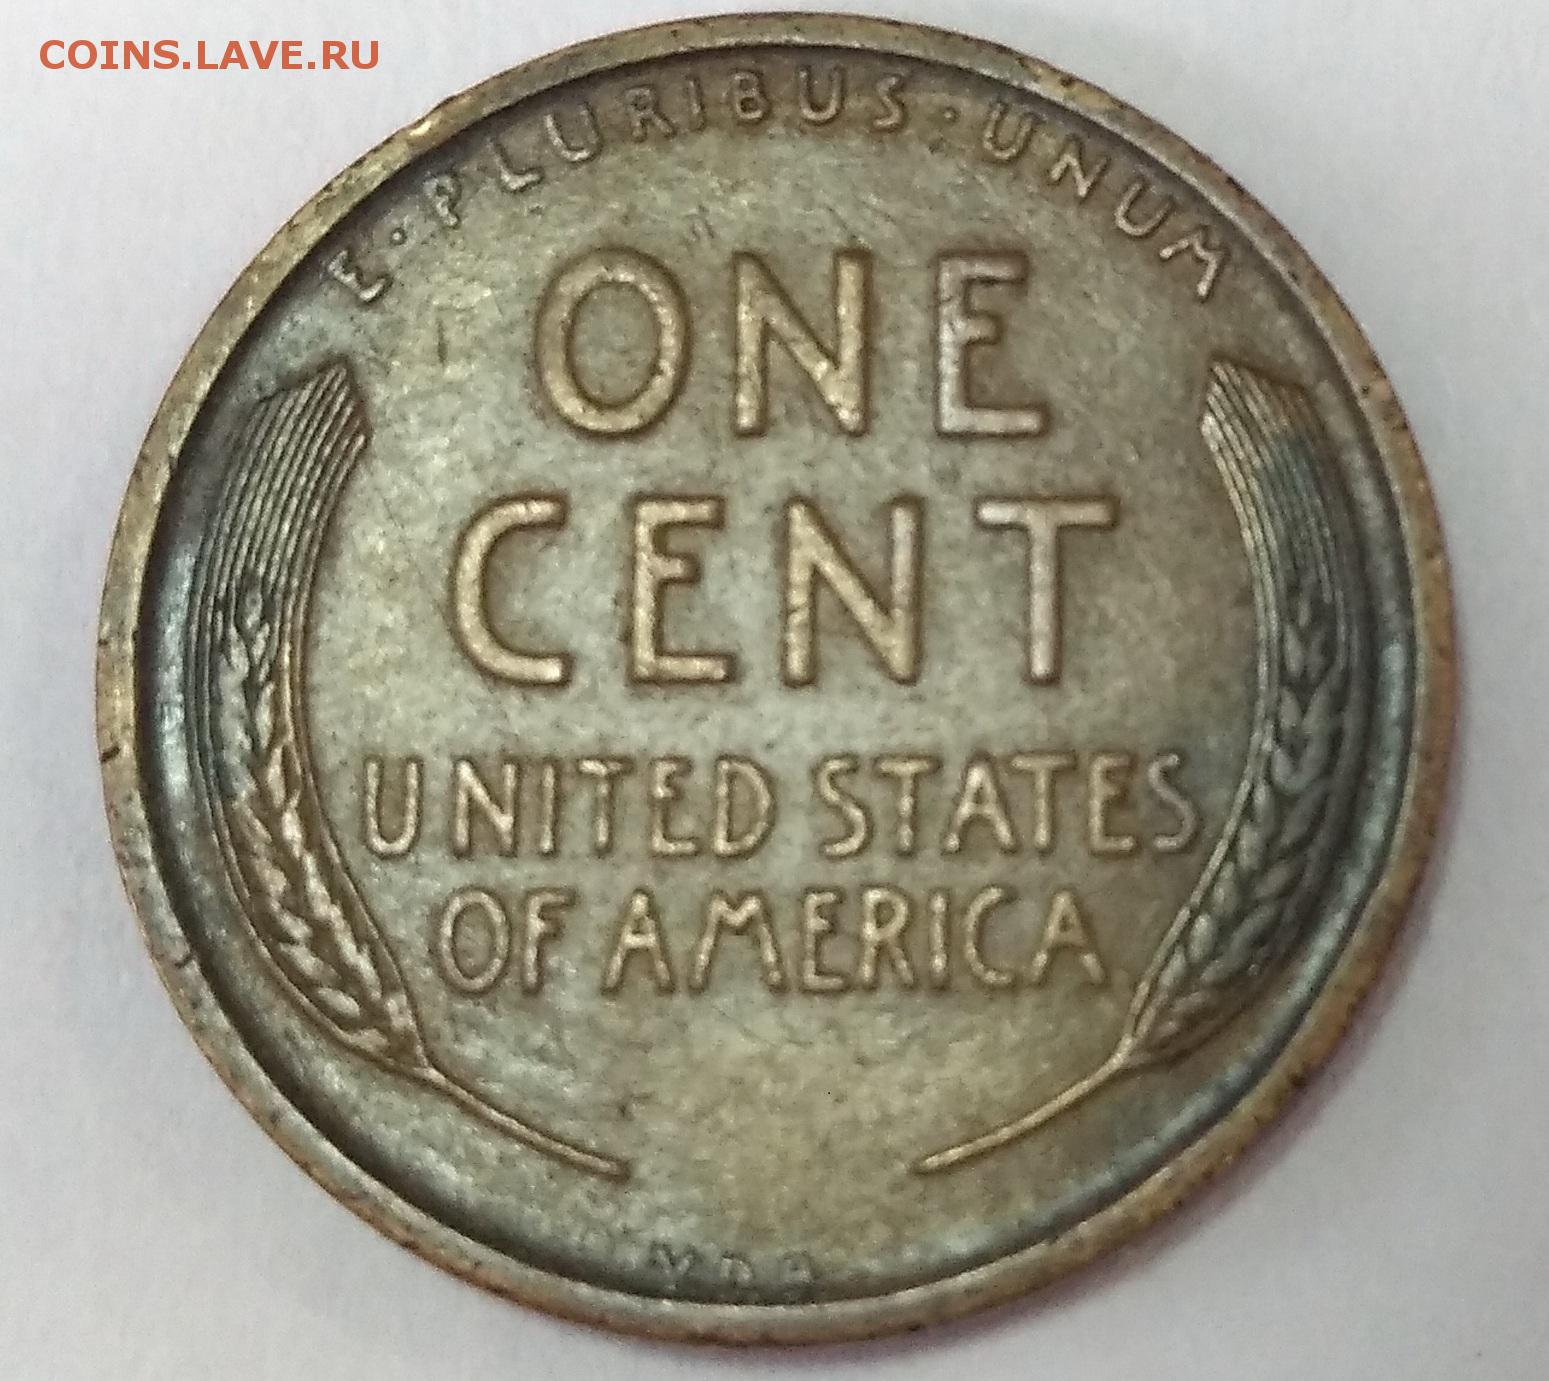 COINS.LAVE.RU
E·PLURIBUS·UNUM
ONE
CENT
UNITED STATES
OF AMERICA
V.D.B.